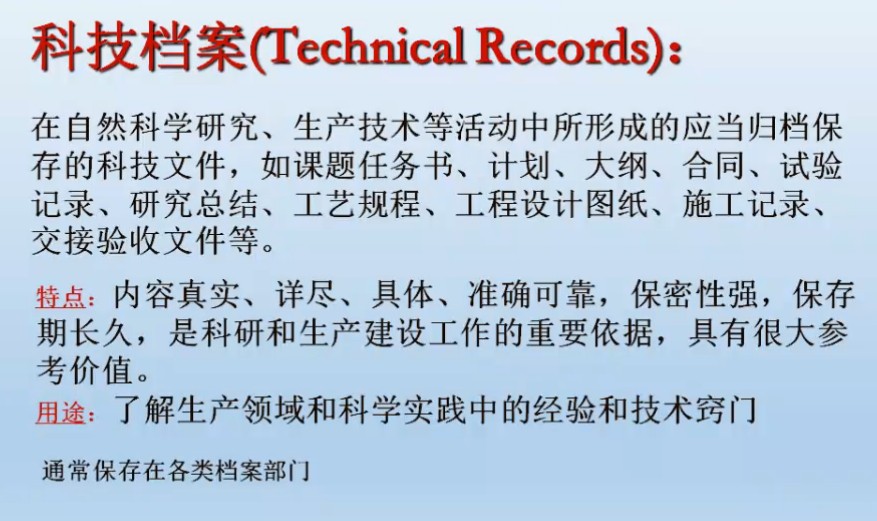 科技档案(Technical Records)：
在自然科学研究、生产技术等活动中所形成的应当归档保
存的科技文件，如课题任务书、计划、大纲、合同、试验
记录、研究总结、工艺规程、工程设计图纸、施工记录、
交接验收文件等。
特点：内容真实、详尽、具体、准确可靠，保密性强，保存
期长久，是科研和生产建设工作的重要依据，具有很大参
考价值。
用途：了解生产领域和科学实践中的经验和技术窍门
通常保存在各类档案部门